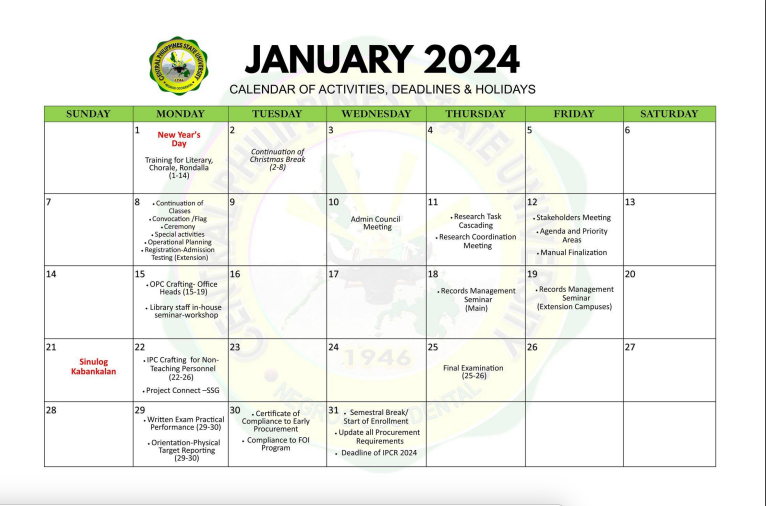 JANUARY 2024
CALENDAR OF ACTIVITIES, DEADLINES & HOLIDAYS
SUNDAY MONDAY TUESDAY WEDNESDAY THURSDAY FRIDAY SATURDAY
1 New Year's
Day
Training for Literary,
Chorale, Rondalla
(1-14)
2
Continuation of
Christmas Break
(2-8)
3
4
5
6
7
8 • Continuation of
Classes
• Convocation /Flag
• Ceremony
• Special activities
• Operational Planning
• Registration-Admission
Testing (Extension)
9
10
Admin Council
Meeting
11
• Research Task
Cascading
• Research Coordination
Meeting
12
• Stakeholders Meeting
• Agenda and Priority
Areas
• Manual Finalization
13
14
15
• OPC Crafting- Office
Heads (15-19)
• Library staff in-house
seminar-workshop
16
17
18
• Records Management
Seminar
(Main)
19
• Records Management
Seminar
(Extension Campuses)
20
21
Sinulog
Kabankalan
22
• IPC Crafting for Non-
Teaching Personnel
(22-26)
• Project Connect –SSG
23
24
25
Final Examination
(25-26)
26
27
28
29
• Written Exam Practical
Performance (29-30)
• Orientation-Physical
Target Reporting
(29-30)
30 • Certificate of
Compliance to Early
Procurement
• Compliance to FOI
Program
31 • Semestral Break/
Start of Enrollment
• Update all Procurement
Requirements
• Deadline of IPCR 2024
CENTRAL PHILIPPINES STATE UNIVERSITY
1946